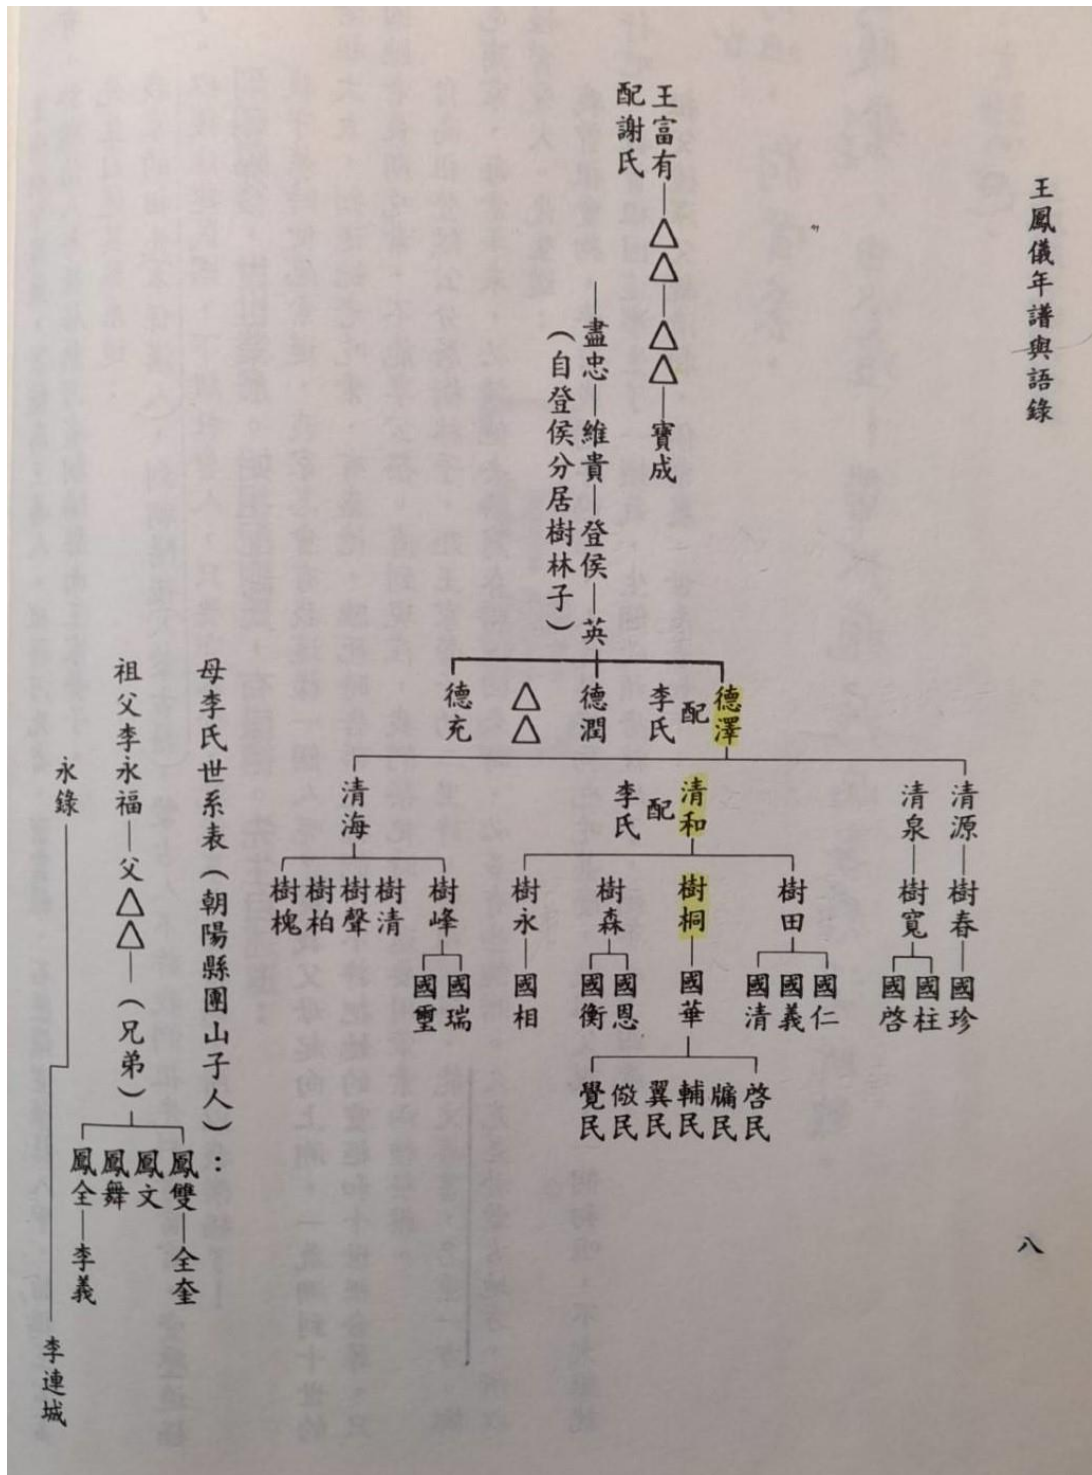 王鳳儀年譜與語錄
八
王富有—△△—△△—寶成
配謝氏
—盡忠—維貴—登侯—英
(自登侯分居樹林子)
德澤
配
李氏
德潤
△△
德充
清源—樹春—國珍
清泉—樹寬
國柱
國啓
清和
配
李氏
樹田
國仁
國義
國清
樹桐—國華
啓民
牖民
輔民
翼民
傚民
覺民
樹森
國恩
國衡
樹永—國相
清海
樹峰
國瑞
國璽
樹清
樹聲
樹柏
樹槐
母李氏世系表(朝陽縣團山子人):
祖父李永福—父△△—(兄弟)
鳳雙—全奎
鳳文
鳳舞
鳳全—李義
永錄——李連城